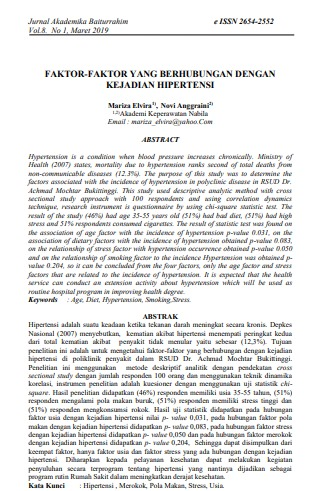 Jurnal Akademika Baiturrahim e ISSN 2654-2552
Vol.8. No 1, Maret 2019
FAKTOR-FAKTOR YANG BERHUBUNGAN DENGAN
KEJADIAN HIPERTENSI
Mariza Elvira1), Novi Anggraini2)
1,2)Akademi Keperawatan Nabila
Email : mariza_elvira@yahoo.Com
ABSTRACT
Hypertension is a condition when blood pressure increases chronically. Ministry of
Health (2007) states, mortality due to hypertension ranks second of total deaths from
non-communicable diseases (12.3%). The purpose of this study was to determine the
factors associated with the incidence of hypertension in polyclinic disease in RSUD Dr.
Achmad Mochtar Bukittinggi. This study used descriptive analytic method with cross
sectional study approach with 100 respondents and using correlation dynamics
technique, research instrument is questionnaire by using chi-square statistic test. The
result of the study (46%) had age 35-55 years old (51%) had bad diet, (51%) had high
stress and 51% respondents consumed cigarettes. The result of statistic test was found on
the association of age factor with the incidence of hypertension p-value 0.031, on the
association of dietary factors with the incidence of hypertension obtained p-value 0.083,
on the relationship of stress factor with hypertension occurrence obtained p-value 0.050
and on the relationship of smoking factor to the incidence Hypertension was obtained p-
value 0.204, so it can be concluded from the four factors, only the age factor and stress
factors that are related to the incidence of hypertension. It is expected that the health
service can conduct an extension activity about hypertension which will be used as
routine hospital program in improving health degree.
Keywords : Age, Diet, Hypertension, Smoking,Stress.
ABSTRAK
Hipertensi adalah suatu keadaan ketika tekanan darah meningkat secara kronis. Depkes
Nasional (2007) menyebutkan, kematian akibat hipertensi menempati peringkat kedua
dari total kematian akibat penyakit tidak menular yaitu sebesar (12,3%). Tujuan
penelitian ini adalah untuk mengetahui faktor-faktor yang berhubungan dengan kejadian
hipertensi di poliklinik penyakit dalam RSUD Dr. Achmad Mochtar Bukittinggi.
Penelitian ini menggunakan metode deskriptif analitik dengan pendekatan cross
sectional study dengan jumlah responden 100 orang dan menggunakan teknik dinamika
korelasi, instrumen penelitian adalah kuesioner dengan menggunakan uji statistik chi-
square. Hasil penelitian didapatkan (46%) responden memiliki usia 35-55 tahun, (51%)
responden mengalami pola makan buruk, (51%) responden memiliki stress tinggi dan
(51%) responden mengkonsumsi rokok. Hasil uji statistik didapatkan pada hubungan
faktor usia dengan kejadian hipertensi nilai p- value 0,031, pada hubungan faktor pola
makan dengan kejadian hipertensi didapatkan p- value 0,083, pada hubungan faktor stress
dengan kejadian hipertensi didapatkan p- value 0,050 dan pada hubungan faktor merokok
dengan kejadian hipertensi didapatkan p- value 0,204, Sehingga dapat disimpulkan dari
keempat faktor, hanya faktor usia dan faktor stress yang ada hubungan dengan kejadian
hipertensi. Diharapkan kepada pelayanan kesehatan dapat melakukan kegiatan
penyuluhan secara terprogram tentang hipertensi yang nantinya dijadikan sebagai
program rutin Rumah Sakit dalam meningkatkan derajat kesehatan.
Kata Kunci : Hipertensi , Merokok, Pola Makan, Stress, Usia.